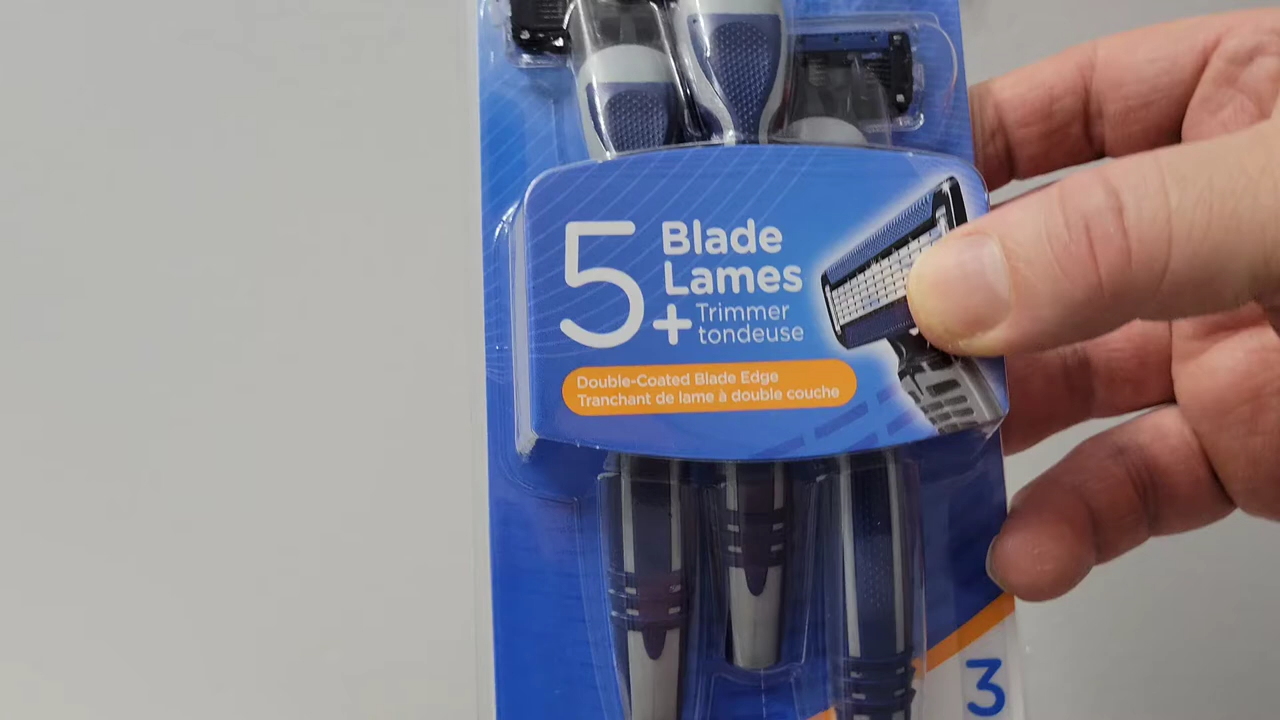 5
Blade
Lames
+ Trimmer
tondeuse
Double-Coated Blade Edge
Tranchant de lame à double couche
3